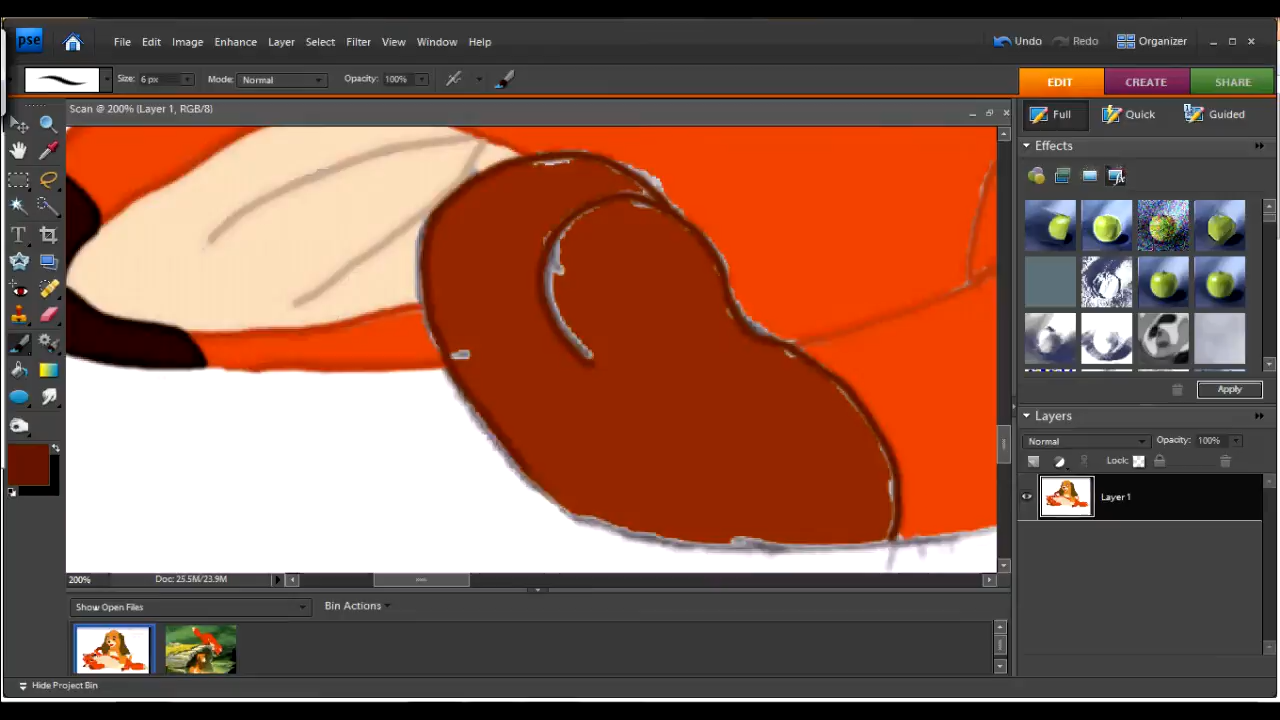 pse File Edit Image Enhance Layer Select Filter View Window Help Undo Redo Organizer
Size: 6 px Mode: Normal Opacity: 100% EDIT CREATE SHARE
Scan @ 200% (Layer 1, RGB/8) Full Quick Guided
Effects
Apply
Layers
Normal Opacity: 100%
Lock:
Layer 1
200% Doc: 25.5M/23.9M
Show Open Files Bin Actions
Hide Project Bin